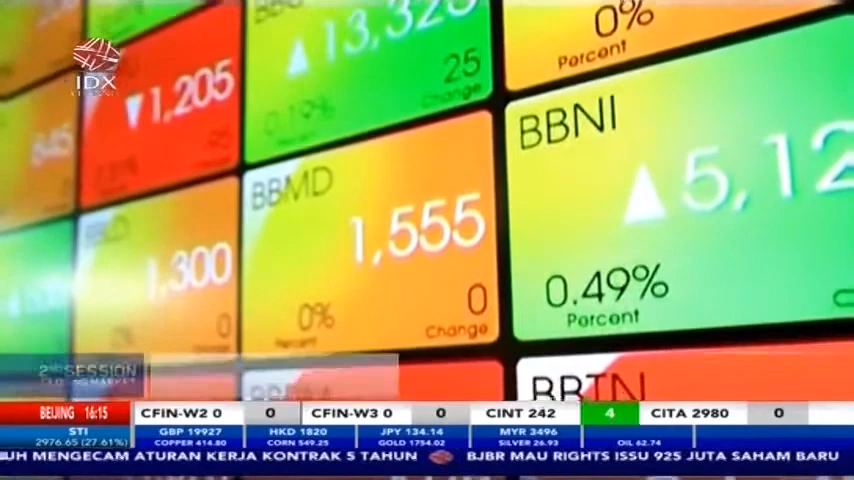 IDX
845
1,205
13,325
25
Change
0.19%
0%
Percent
BBNI
5,12
0.49%
Percent
BBMD
1,555
0%
Percent
0
Change
1,300
0
BBTN
2nd SESSION
BEIJING 16:15
CFIN-W2 0 0 CFIN-W3 0 0 CINT 242 4 CITA 2980 0
STI GBP 19927 HKD 1820 JPY 134.14 MYR 3496
2976.65 (27.61%) COPPER 414.80 CORN 549.25 GOLD 1754.02 SILVER 26.93 OIL 62.74
UH MENGECAM ATURAN KERJA KONTRAK 5 TAHUN BJBR MAU RIGHTS ISSU 925 JUTA SAHAM BARU